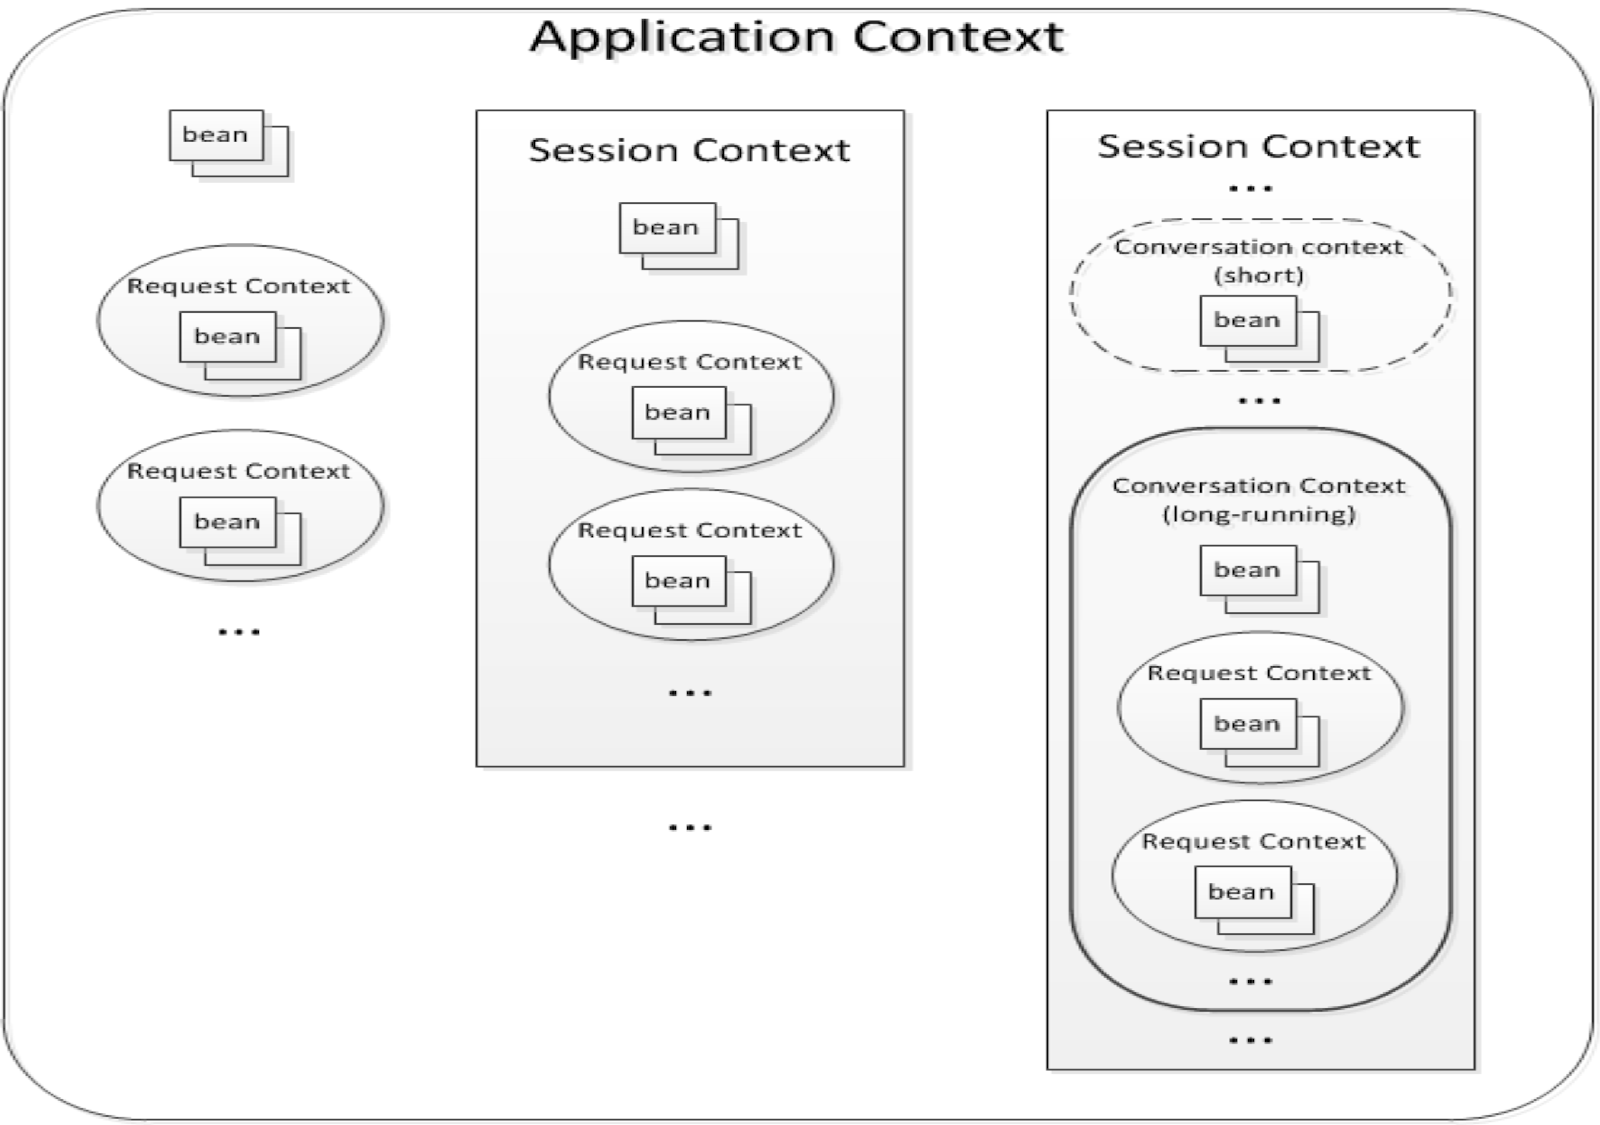 Application Context
bean
Request Context
bean
Request Context
bean
...
Session Context
bean
Request Context
bean
Request Context
bean
...
...
Session Context
...
Conversation context
(short)
bean
...
Conversation Context
(long-running)
bean
Request Context
bean
Request Context
bean
...
...